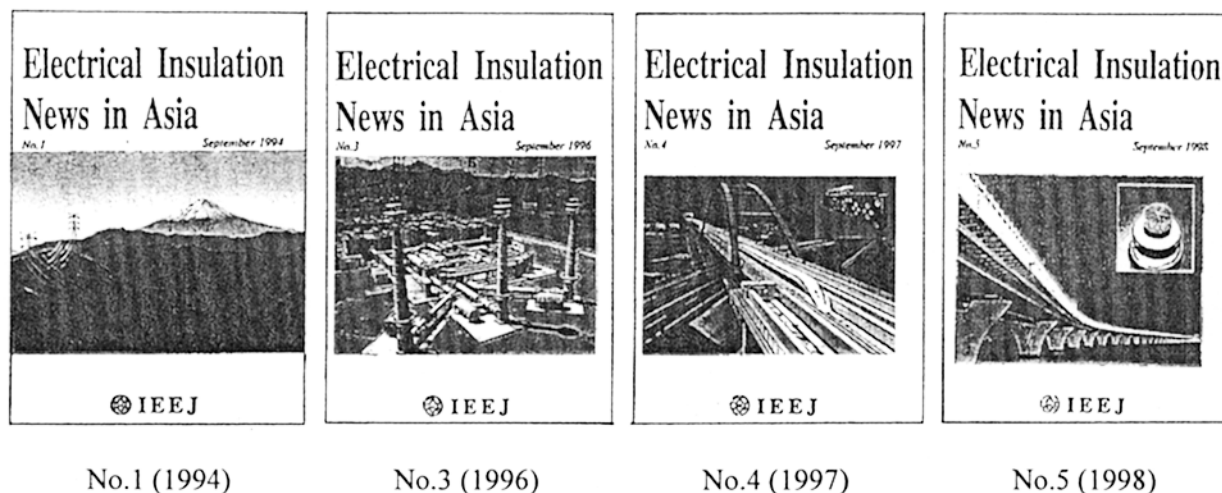 Electrical Insulation
News in Asia
No.1 September 1994
IEEJ
No.1 (1994)
Electrical Insulation
News in Asia
No.3 September 1996
IEEJ
No.3 (1996)
Electrical Insulation
News in Asia
No.4 September 1997
IEEJ
No.4 (1997)
Electrical Insulation
News in Asia
No.5 September 1998
IEEJ
No.5 (1998)